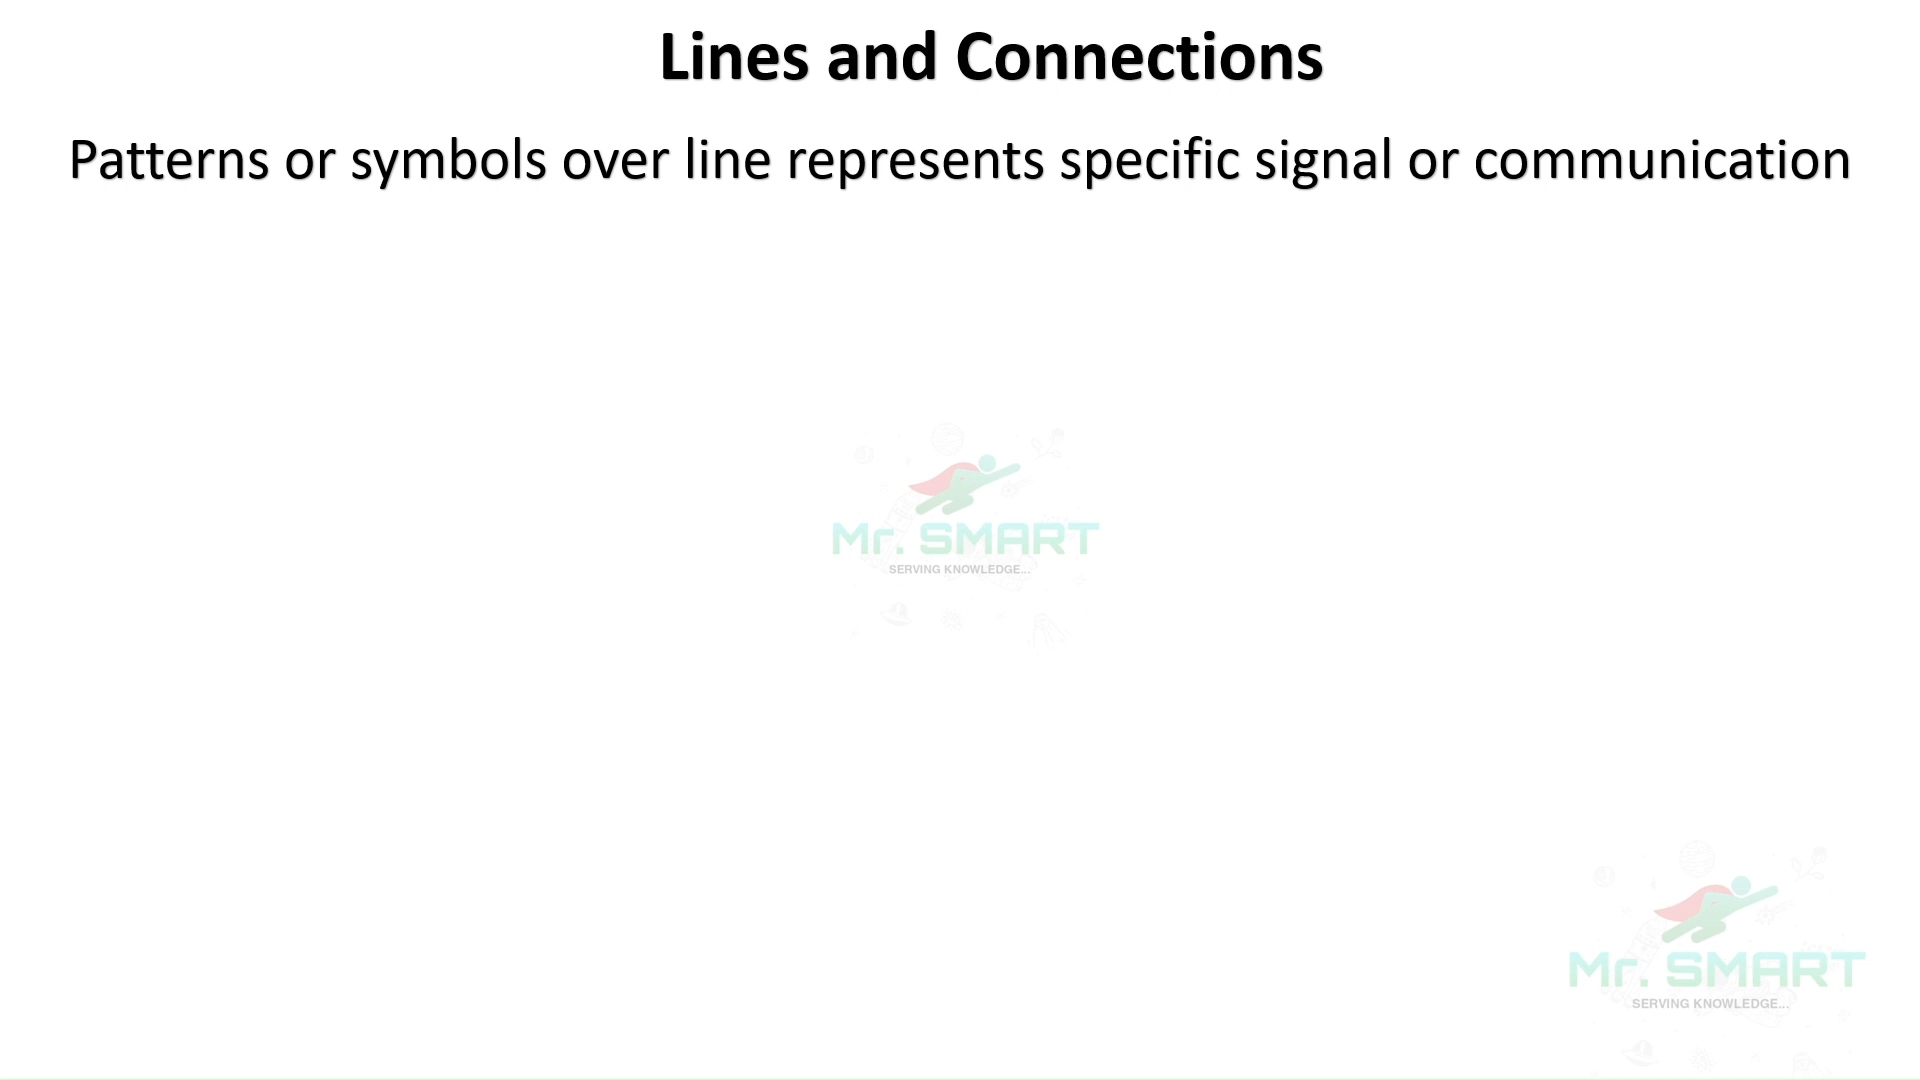 Lines and Connections
Patterns or symbols over line represents specific signal or communication
Mr. SMART
SERVING KNOWLEDGE...
Mr. SMART
SERVING KNOWLEDGE...